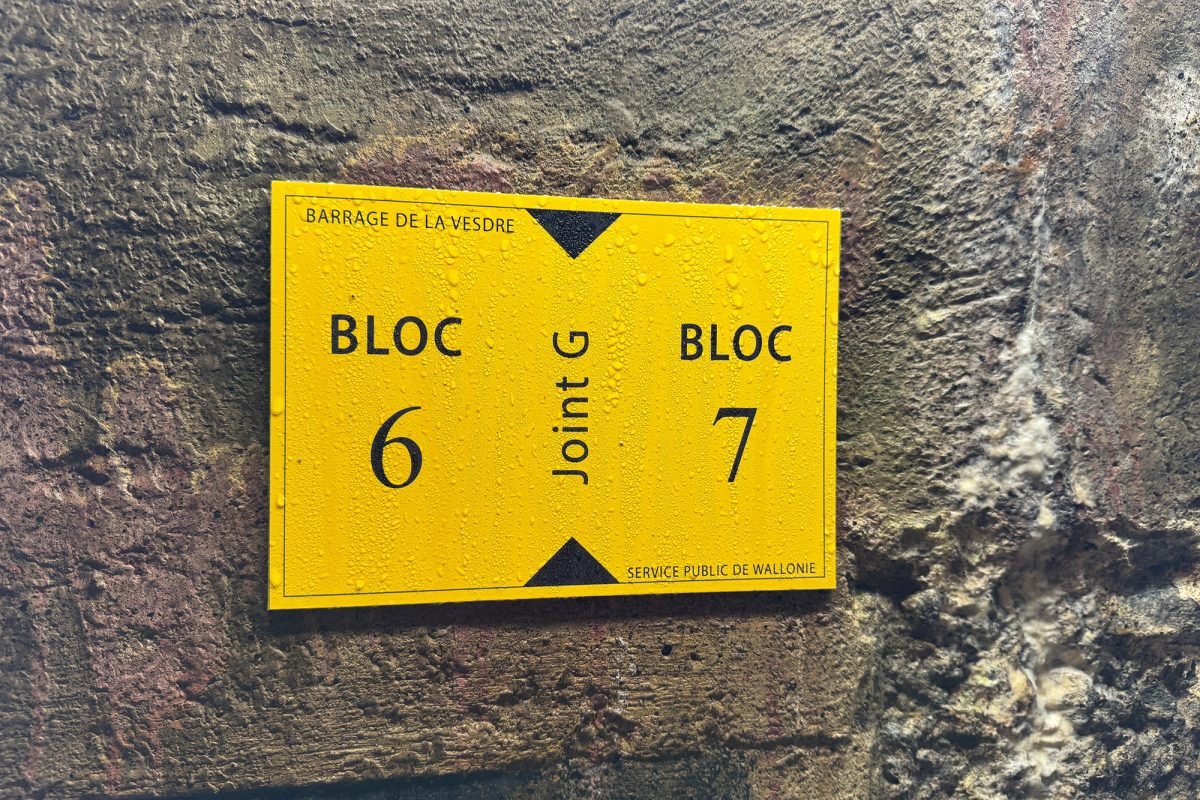 BARRAGE DE LA VESDRE
BLOC
6
Joint G
BLOC
7
SERVICE PUBLIC DE WALLONIE